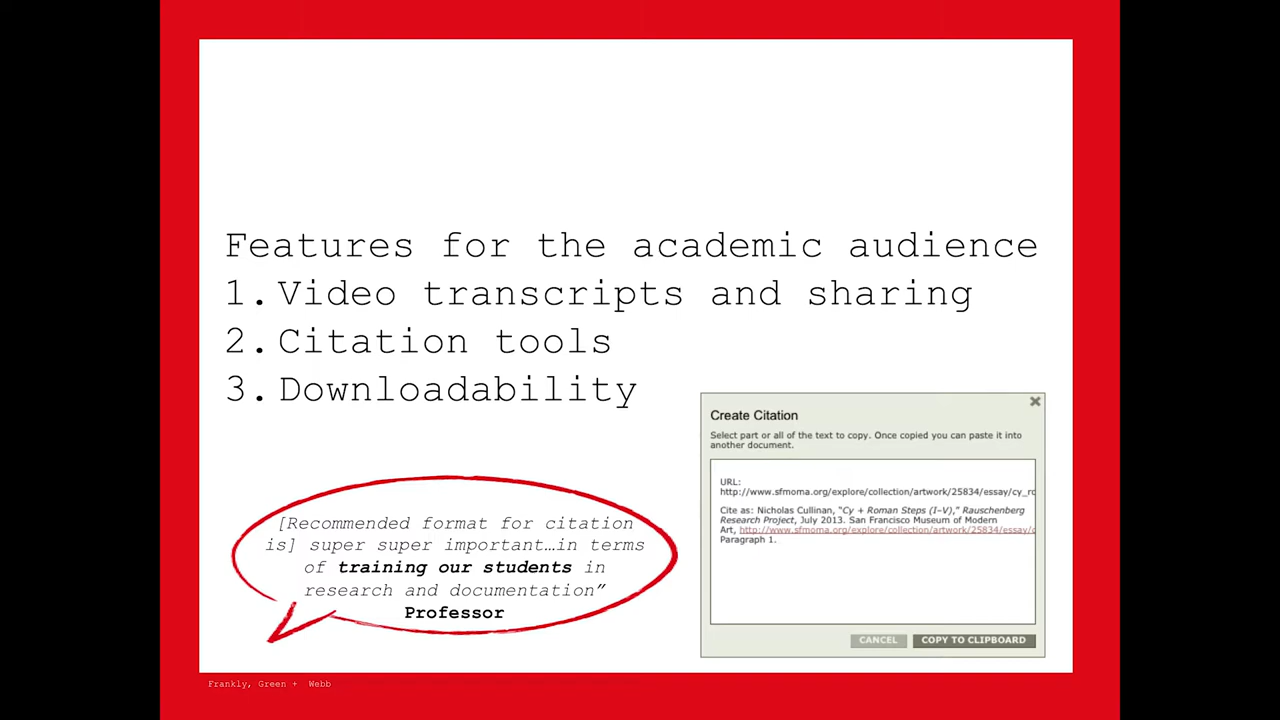 Features for the academic audience
1. Video transcripts and sharing
2. Citation tools
3. Downloadability
[Recommended format for citation
is] super super important…in terms
of training our students in
research and documentation”
Professor
Create Citation
Select part or all of the text to copy. Once copied you can paste it into
another document.
URL:
http://www.sfmoma.org/explore/collection/artwork/25834/essay/cy_ro
Cite as: Nicholas Cullinan, “Cy + Roman Steps (I–V),” Rauschenberg
Research Project, July 2013. San Francisco Museum of Modern
Art, http://www.sfmoma.org/explore/collection/artwork/25834/essay/c
Paragraph 1.
CANCEL COPY TO CLIPBOARD
Frankly, Green + Webb